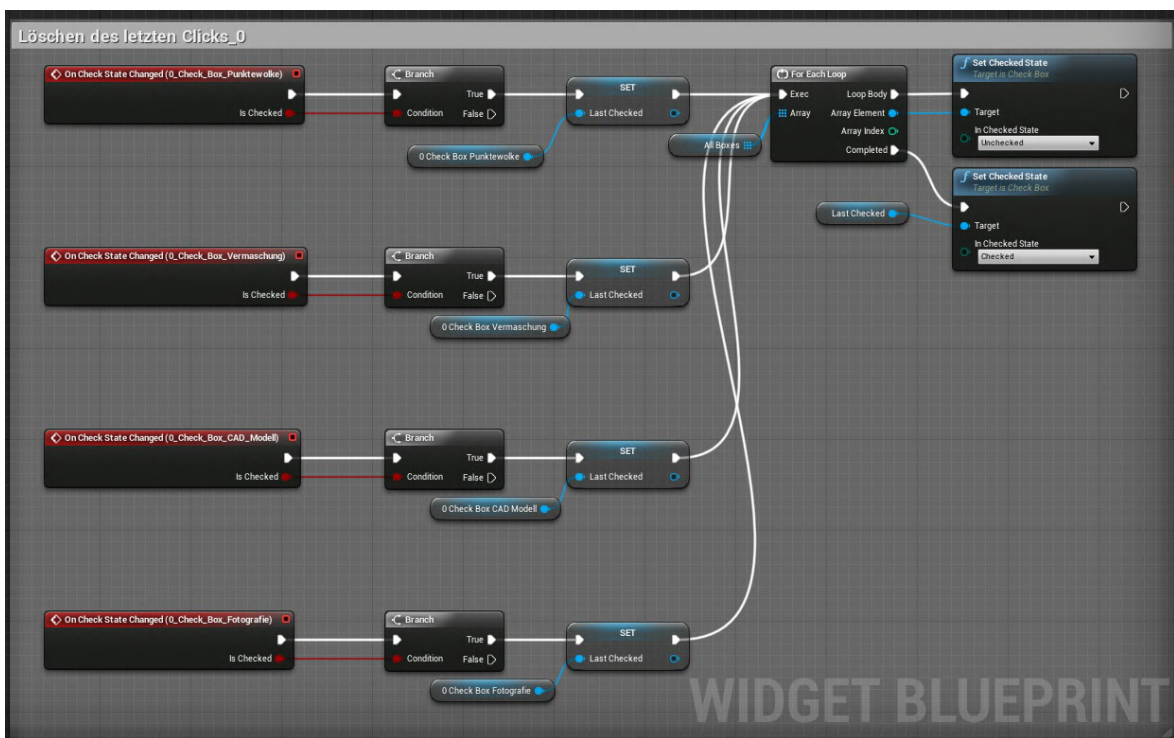 Löschen des letzten Clicks_0
On Check State Changed (0_Check_Box_Punktewolke)
Is Checked
Branch
True
Condition
False
SET
Last Checked
0 Check Box Punktewolke
All Boxes
For Each Loop
Exec
Loop Body
Array
Array Element
Array Index
Completed
Set Checked State
Target is Check Box
Target
In Checked State
Unchecked
Set Checked State
Target is Check Box
Target
In Checked State
Checked
Last Checked
On Check State Changed (0_Check_Box_Vermaschung)
Is Checked
Branch
True
Condition
False
SET
Last Checked
0 Check Box Vermaschung
On Check State Changed (0_Check_Box_CAD_Modell)
Is Checked
Branch
True
Condition
False
SET
Last Checked
0 Check Box CAD Modell
On Check State Changed (0_Check_Box_Fotografie)
Is Checked
Branch
True
Condition
False
SET
Last Checked
0 Check Box Fotografie
WIDGET BLUEPRINT